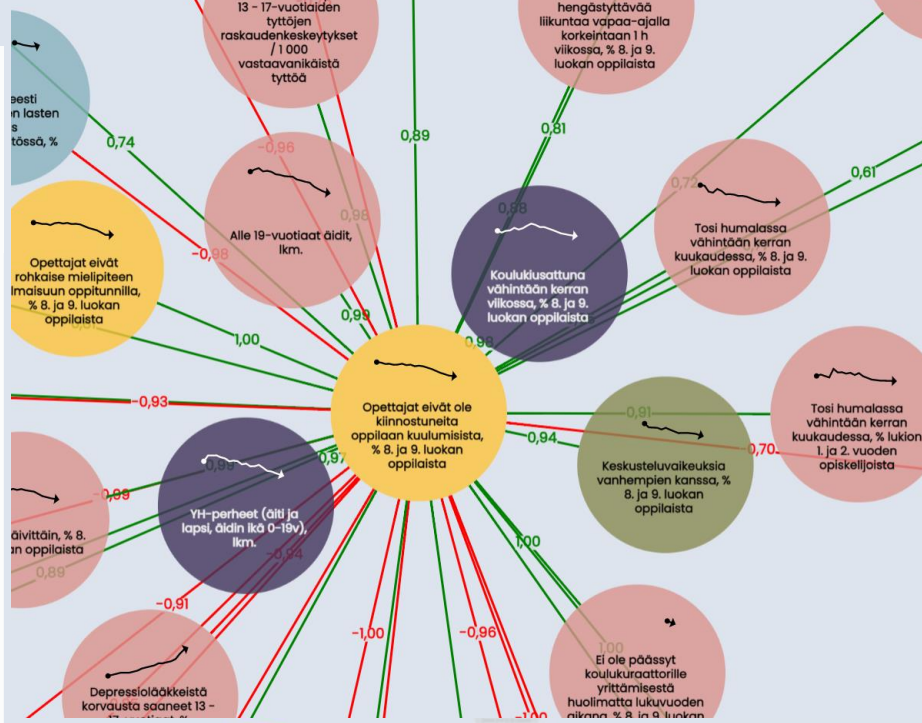 13 - 17-vuotiaiden
tyttöjen
raskaudenkeskeytykset
/ 1 000
vastaavanikäistä
tyttöä
hengästyttävää
liikuntaa vapaa-ajalla
korkeintaan 1 h
viikossa, % 8. ja 9.
luokan oppilaista
lasten
%
0,74
-0,96
0,89
0,81
0,88
0,72
0,61
0,98
-0,98
Alle 19-vuotiaat äidit,
lkm.
Koulukiusattuna
vähintään kerran
viikossa, % 8. ja 9.
luokan oppilaista
Tosi humalassa
vähintään kerran
kuukaudessa, % 8. ja 9.
luokan oppilaista
Opettajat eivät
rohkaise mielipiteen
ilmaisuun oppitunnilla,
% 8. ja 9. luokan
oppilaista
0,99
1,00
0,98
-0,93
Opettajat eivät ole
kiinnostuneita
oppilaan kuulumisista,
% 8. ja 9. luokan
oppilaista
0,91
0,94
-0,70
Tosi humalassa
vähintään kerran
kuukaudessa, % lukion
1. ja 2. vuoden
opiskelijoista
Keskusteluvaikeuksia
vanhempien kanssa, %
8. ja 9. luokan
oppilaista
0,97
0,99
-0,89
YH-perheet (äiti ja
lapsi, äidin ikä 0-19v),
lkm.
% 8.
oppilaista
0,89
-0,94
1,00
-0,91
-1,00
-0,96
1,00
Ei ole päässyt
koulukuraattorille
yrittämisestä
huolimatta lukuvuoden
aikana, % 8. ja 9. luokan
Depressiolääkkeistä
korvausta saaneet 13 -
-1,00